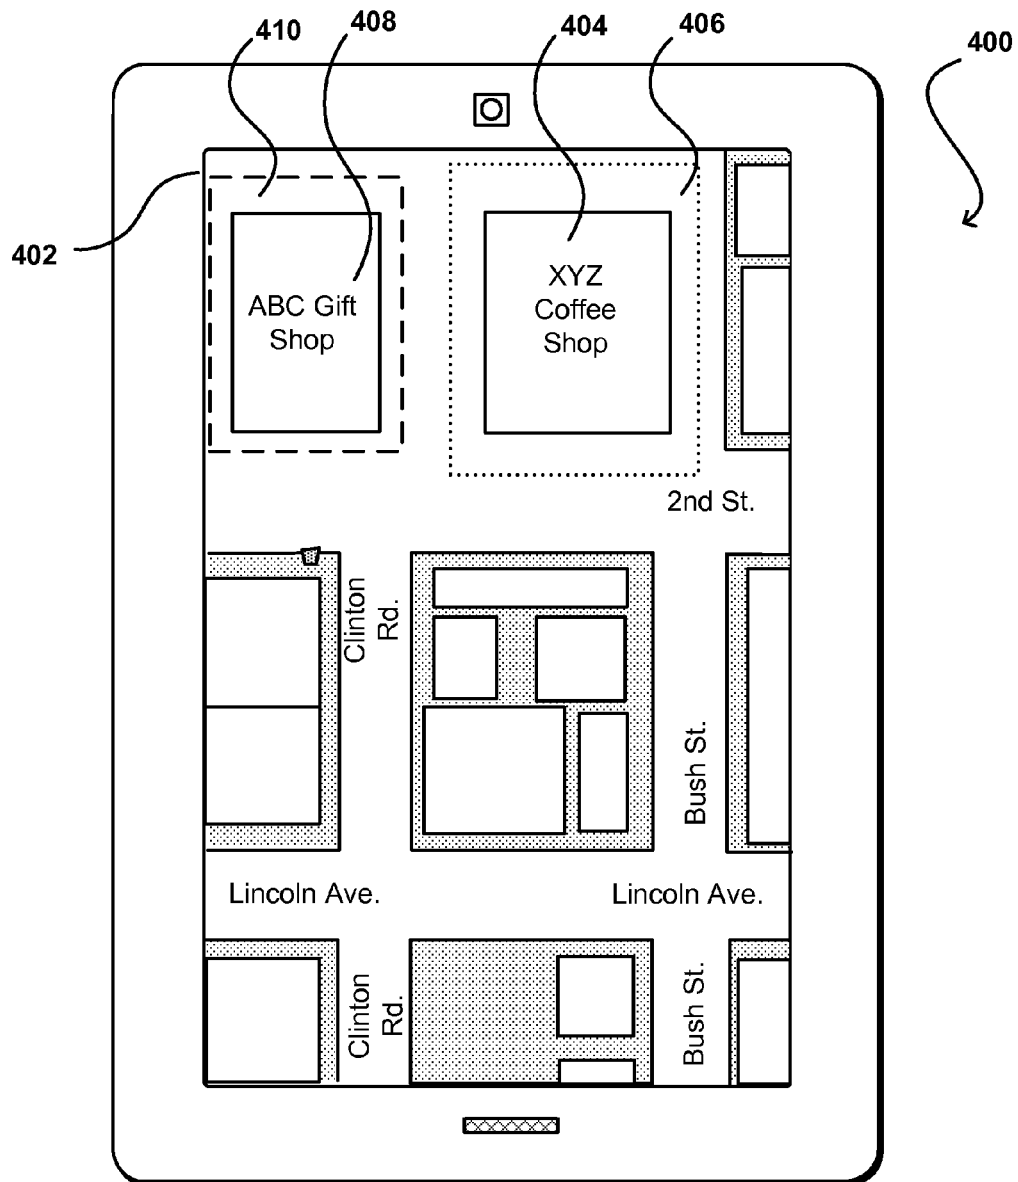 410
408
404
406
400
402
ABC Gift
Shop
XYZ
Coffee
Shop
2nd St.
Clinton
Rd.
Bush St.
Lincoln Ave.
Lincoln Ave.
Clinton
Rd.
Bush St.